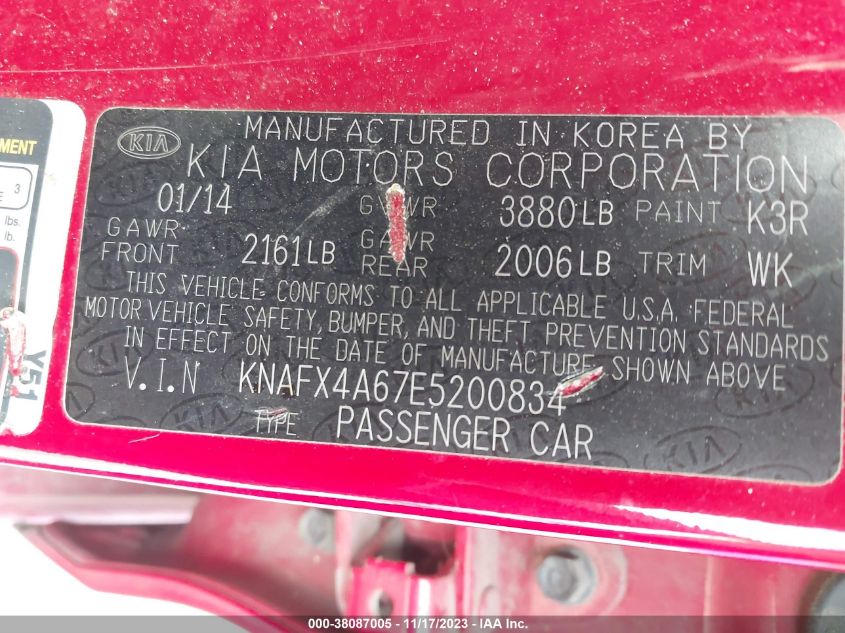 KIA
MANUFACTURED IN KOREA BY
KIA MOTORS CORPORATION
01/14 GVWR 3880LB PAINT K3R
GAWR FRONT 2161LB GAWR REAR 2006LB TRIM WK
THIS VEHICLE CONFORMS TO ALL APPLICABLE U.S.A. FEDERAL
MOTOR VEHICLE SAFETY, BUMPER, AND THEFT PREVENTION STANDARDS
IN EFFECT ON THE DATE OF MANUFACTURE SHOWN ABOVE
V.I.N KNAFX4A67E5200834
TYPE PASSENGER CAR
3
lbs.
lb.
Y51
000-38087005 - 11/17/2023 - IAA Inc.